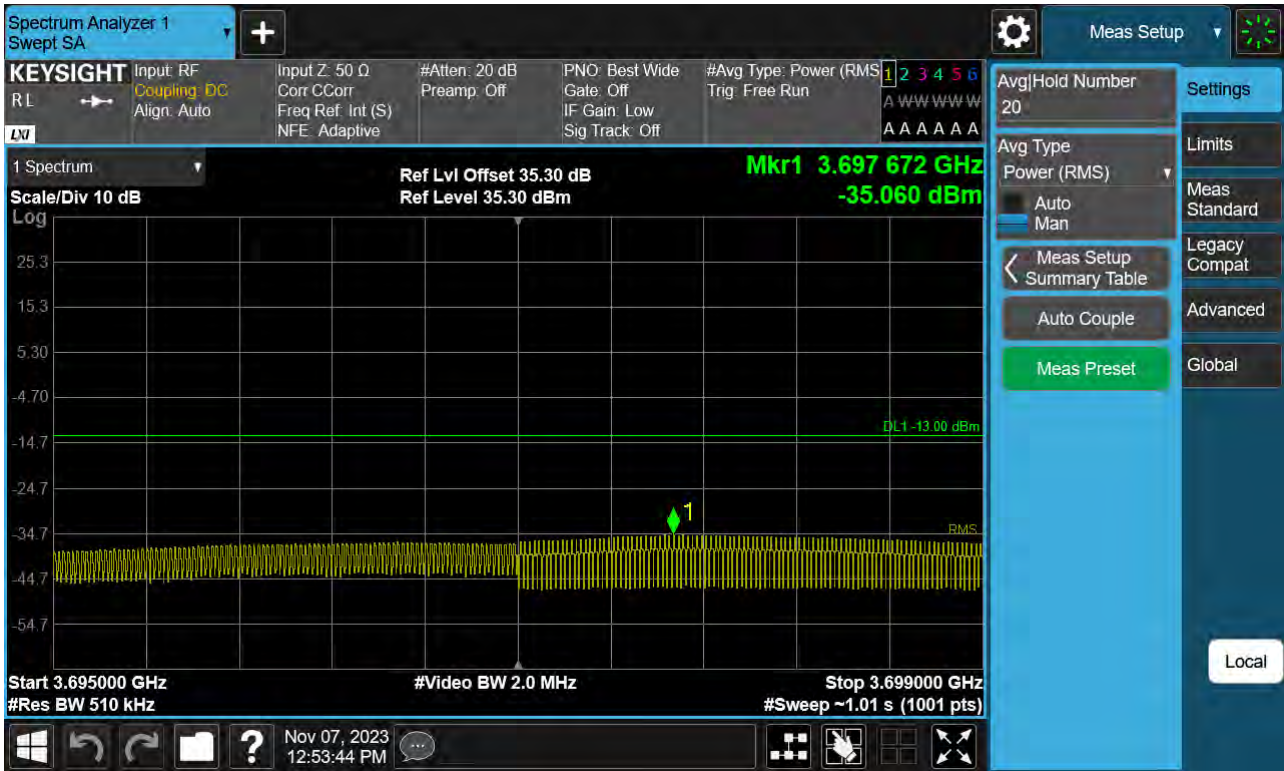 Spectrum Analyzer 1
Swept SA
+
Meas Setup
KEYSIGHT
RL
LXI
Input: RF
Coupling: DC
Align: Auto
Input Z: 50 Ω
Corr CCorr
Freq Ref: Int (S)
NFE: Adaptive
#Atten: 20 dB
Preamp: Off
PNO: Best Wide
Gate: Off
IF Gain: Low
Sig Track: Off
#Avg Type: Power (RMS
Trig: Free Run
1 2 3 4 5 6
A W W W W W
A A A A A A
1 Spectrum
Scale/Div 10 dB
Log
Ref Lvl Offset 35.30 dB
Ref Level 35.30 dBm
Mkr1 3.697 672 GHz
-35.060 dBm
25.3
15.3
5.30
-4.70
-14.7
-24.7
-34.7
-44.7
-54.7
DL1 -13.00 dBm
1
RMS
Start 3.695000 GHz
#Res BW 510 kHz
#Video BW 2.0 MHz
Stop 3.699000 GHz
#Sweep ~1.01 s (1001 pts)
Avg|Hold Number
20
Avg Type
Power (RMS)
Auto
Man
Meas Setup
Summary Table
Auto Couple
Meas Preset
Settings
Limits
Meas
Standard
Legacy
Compat
Advanced
Global
Local
?
Nov 07, 2023
12:53:44 PM